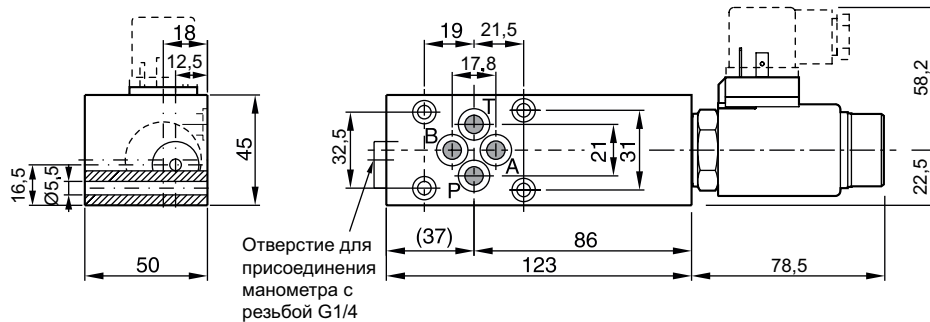 18
12,5
45
16,5
Ø5,5
50
19
21,5
17,8
T
B
A
P
32,5
21
31
(37)
86
123
78,5
58,2
22,5
Отверстие для
присоединения
манометра с
резьбой G1/4